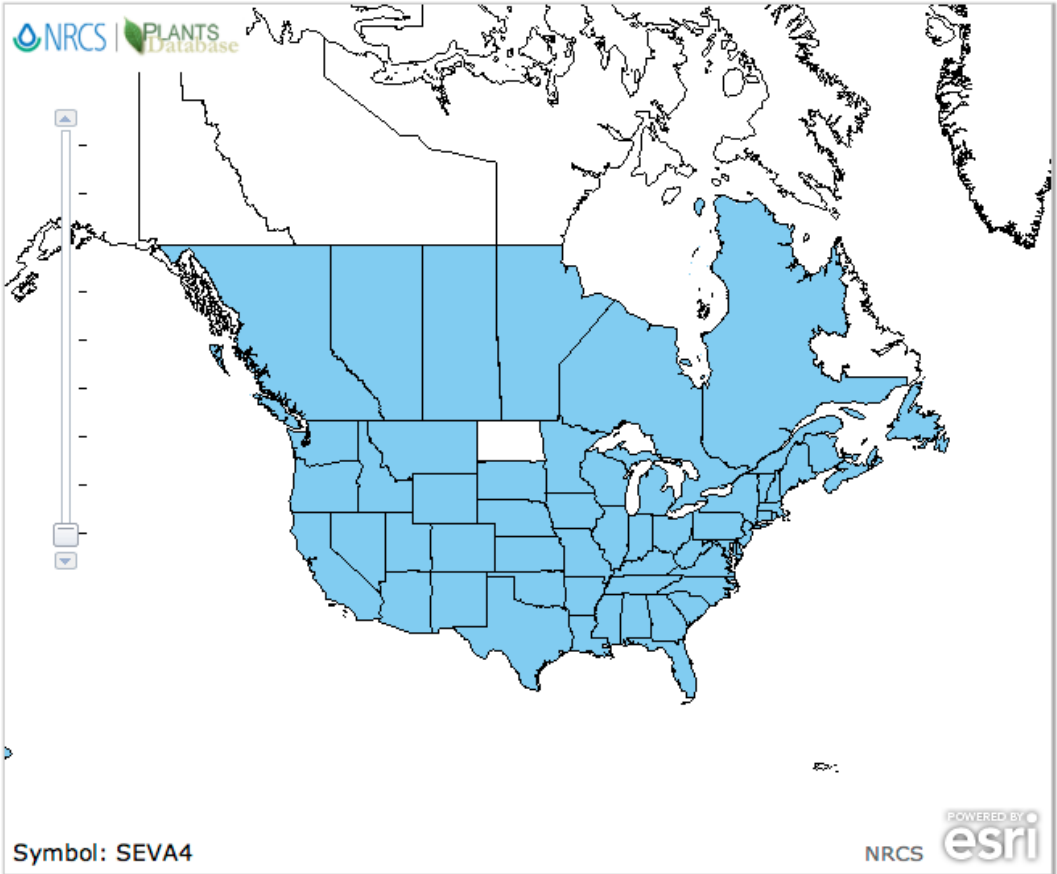 NRCS | PLANTS
Database
Symbol: SEVA4
NRCS
POWERED BY
esri